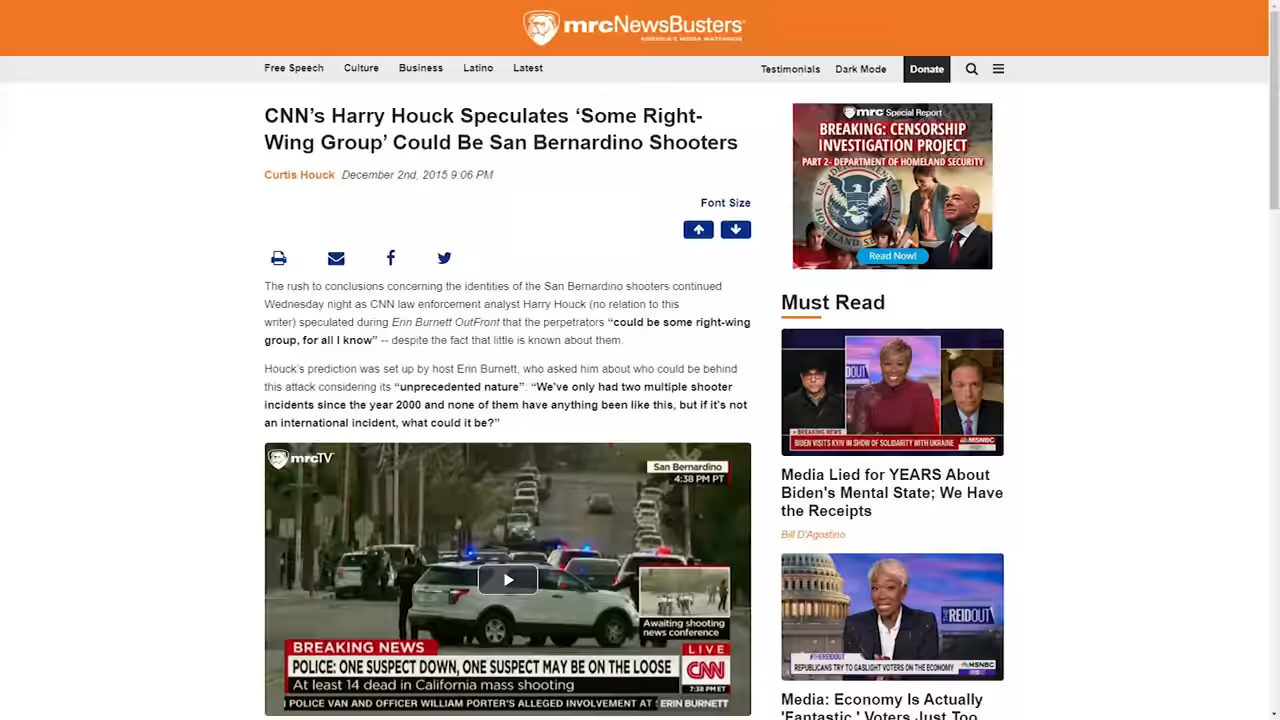 mrcNewsBusters
AMERICA'S MEDIA WATCHDOG
Free Speech Culture Business Latino Latest
Testimonials Dark Mode Donate
CNN’s Harry Houck Speculates ‘Some Right-
Wing Group’ Could Be San Bernardino Shooters
Curtis Houck December 2nd, 2015 9:06 PM
Font Size
The rush to conclusions concerning the identities of the San Bernardino shooters continued
Wednesday night as CNN law enforcement analyst Harry Houck (no relation to this
writer) speculated during Erin Burnett OutFront that the perpetrators “could be some right-wing
group, for all I know” -- despite the fact that little is known about them.
Houck’s prediction was set up by host Erin Burnett, who asked him about who could be behind
this attack considering its “unprecedented nature”: “We’ve only had two multiple shooter
incidents since the year 2000 and none of them have anything been like this, but if it’s not
an international incident, what could it be?”
mrcTV
San Bernardino
4:38 PM PT
Awaiting shooting
news conference
BREAKING NEWS
LIVE
POLICE: ONE SUSPECT DOWN, ONE SUSPECT MAY BE ON THE LOOSE
CNN
At least 14 dead in California mass shooting
7:38 PM ET
POLICE VAN AND OFFICER WILLIAM PORTER'S ALLEGED INVOLVEMENT AT
ERIN BURNETT
mrc Special Report
BREAKING: CENSORSHIP
INVESTIGATION PROJECT
PART 2- DEPARTMENT OF HOMELAND SECURITY
Read Now!
Must Read
BREAKING NEWS
BIDEN VISITS KYIV IN SHOW OF SOLIDARITY WITH UKRAINE
MSNBC
Media Lied for YEARS About
Biden's Mental State; We Have
the Receipts
Bill D'Agostino
THE REIDOUT
#THEREIDOUT
REPUBLICANS TRY TO GASLIGHT VOTERS ON THE ECONOMY
MSNBC
Media: Economy Is Actually
'Fantastic,' Voters Just Too